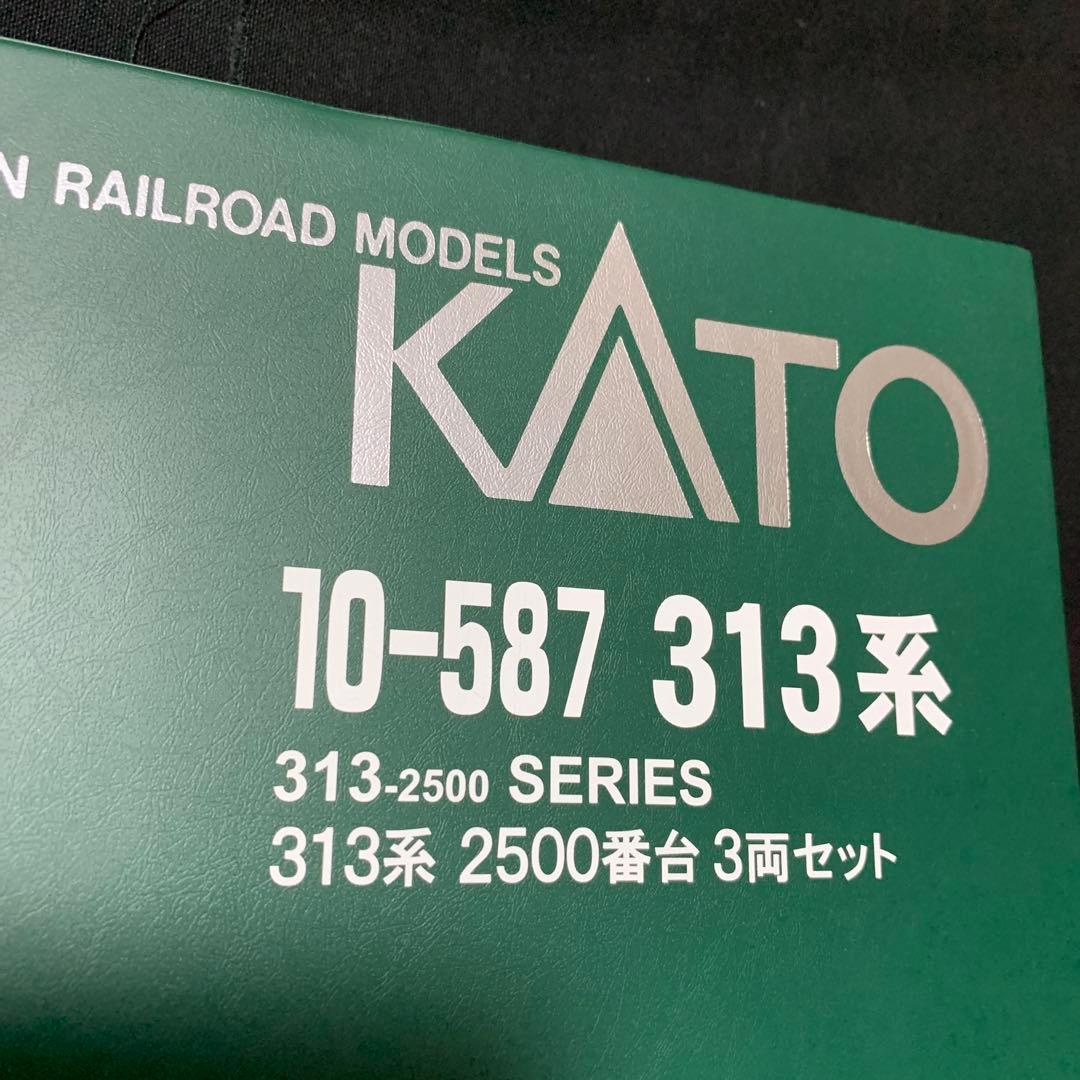 N RAILROAD MODELS
KATO
10-587 313系
313-2500 SERIES
313系 2500番台 3両セット